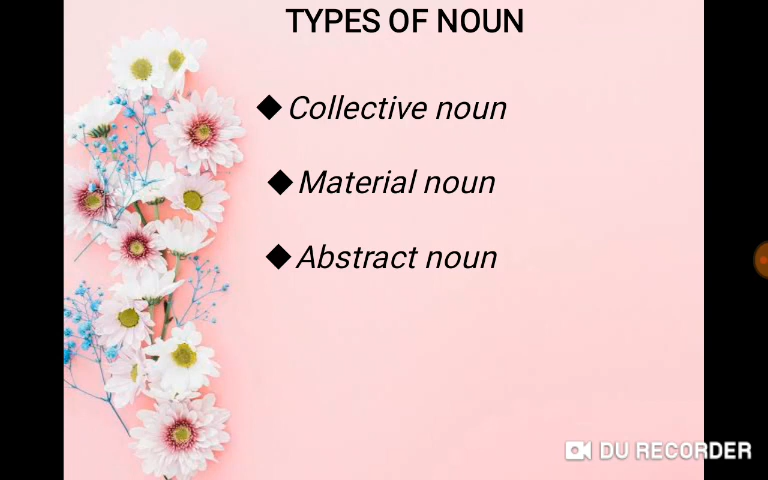 TYPES OF NOUN
◆Collective noun
◆Material noun
◆Abstract noun
DU RECORDER